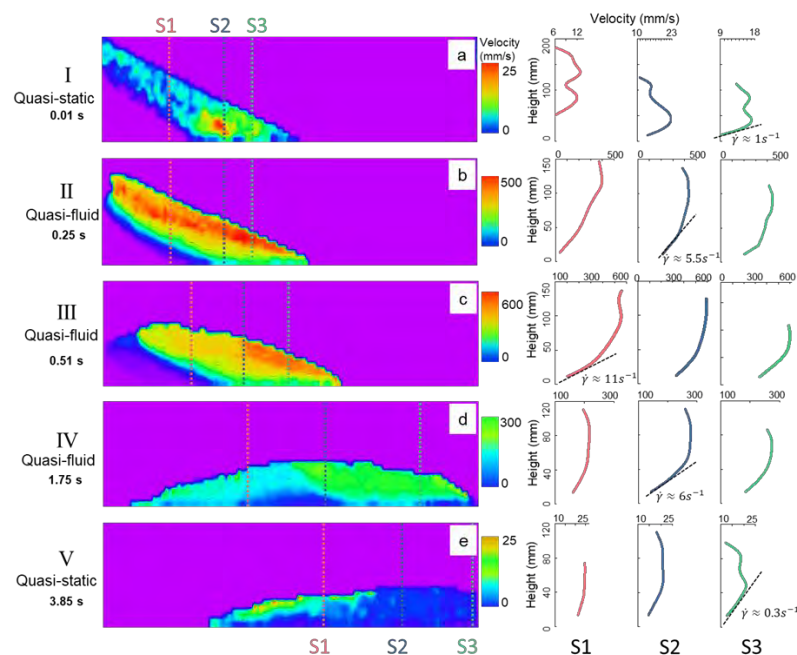 S1 S2 S3
Velocity (mm/s)
I
Quasi-static
0.01 s
a
Velocity
(mm/s)
25
0
Height (mm)
200
100
0
6 12
10 23
9 18
γ̇ ≈ 1s⁻¹
II
Quasi-fluid
0.25 s
b
500
0
Height (mm)
150
100
50
0
0 500
0 400
0 500
γ̇ ≈ 5.5s⁻¹
III
Quasi-fluid
0.51 s
c
600
0
Height (mm)
150
100
50
0
100 300 600
0 300 600
100 300 600
γ̇ ≈ 11s⁻¹
IV
Quasi-fluid
1.75 s
d
300
0
Height (mm)
120
80
40
0
100 300
100 300
100 300
γ̇ ≈ 6s⁻¹
V
Quasi-static
3.85 s
e
25
0
Height (mm)
120
80
40
0
10 25
10 25
10 25
γ̇ ≈ 0.3s⁻¹
S1 S2 S3
S1 S2 S3